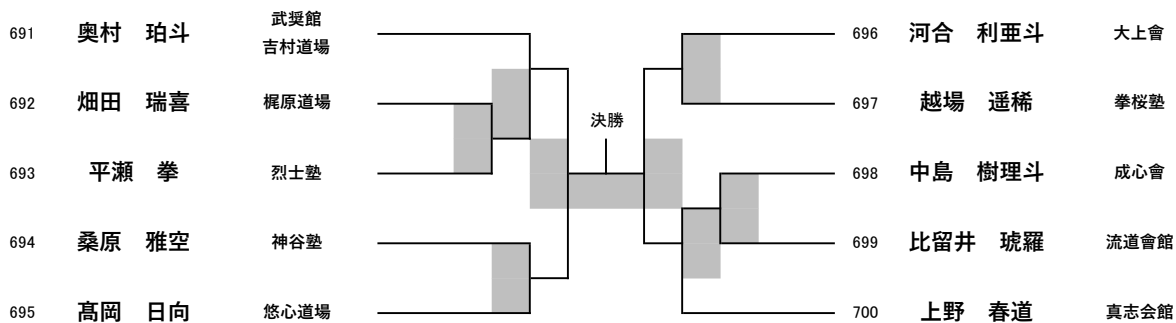 691 奥村　珀斗 武奨館
吉村道場
692 畑田　瑞喜 梶原道場
693 平瀬　拳 烈士塾
694 桑原　雅空 神谷塾
695 髙岡　日向 悠心道場
決勝
696 河合　利亜斗 大上會
697 越場　遥稀 拳桜塾
698 中島　樹理斗 成心會
699 比留井　琥羅 流道會館
700 上野　春道 真志会館